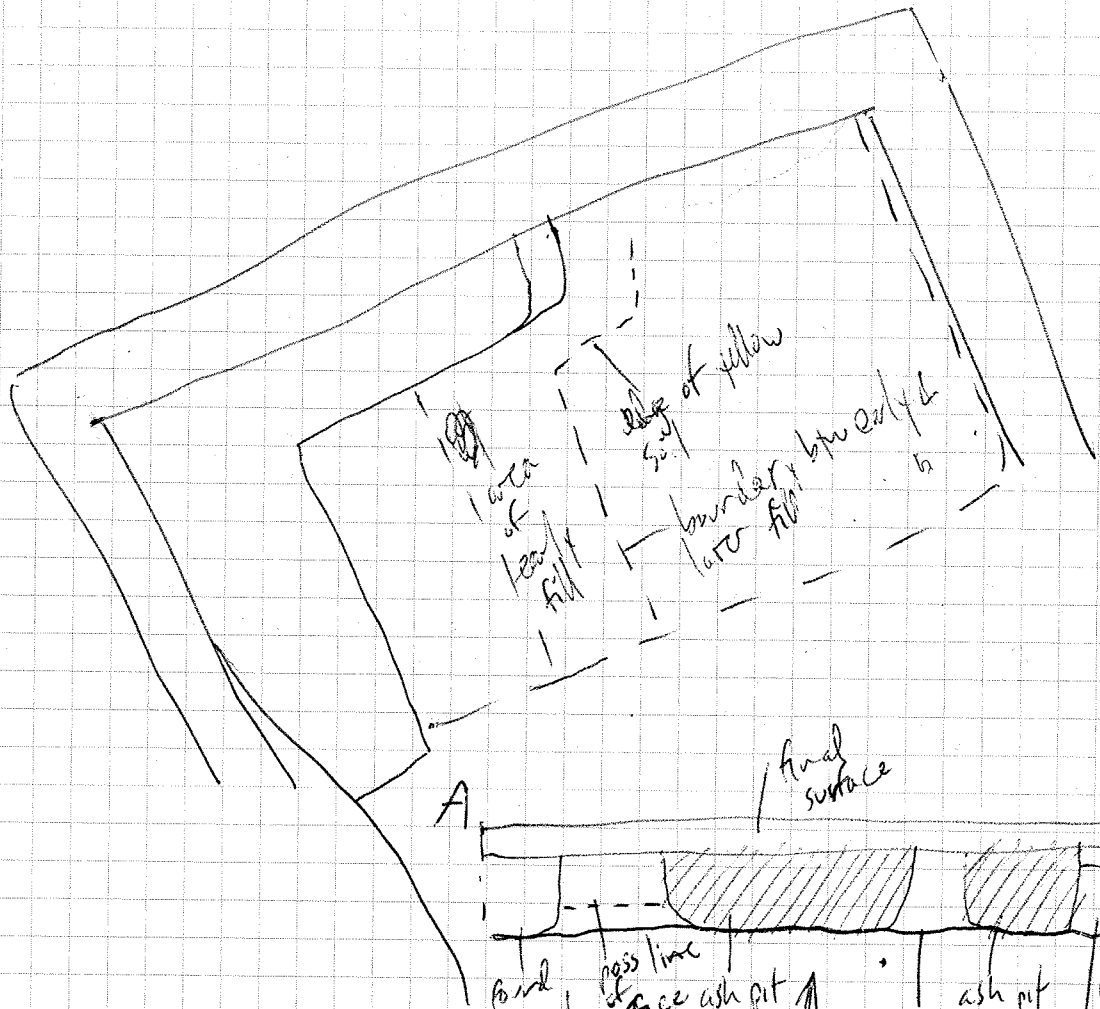 edge of yellow
soil
area
of
early
fill
boundary btw early &
later fill
A
final
surface
poss line
of
ash pit
ash pit